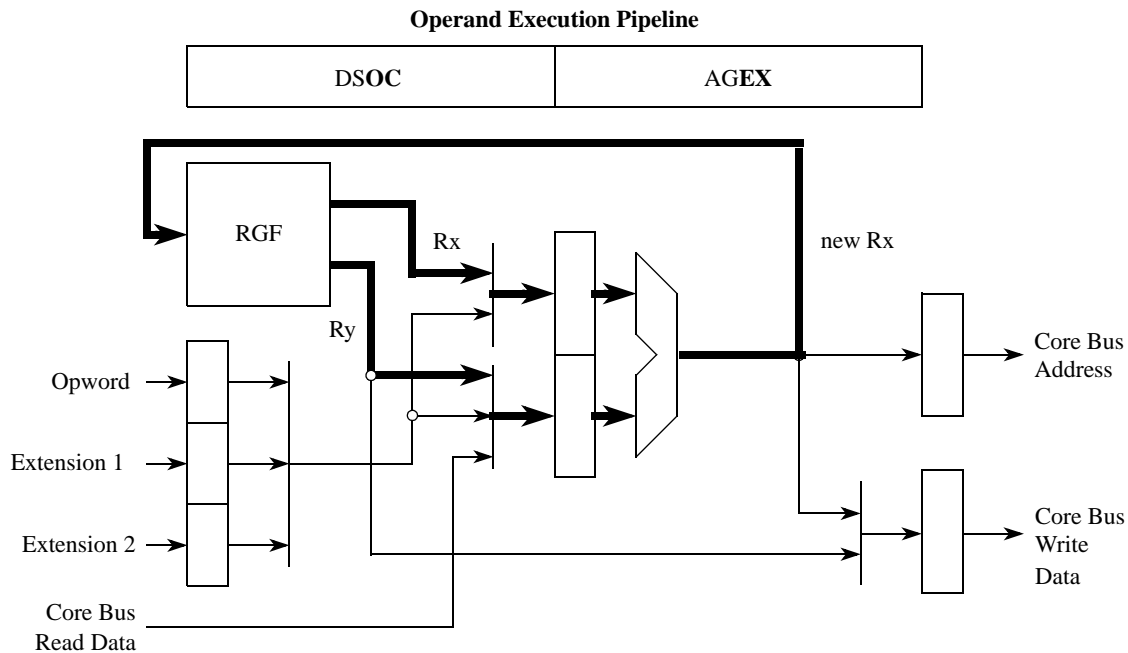 Operand Execution Pipeline
DSOC
AGEX
RGF
Rx
new Rx
Ry
Opword
Extension 1
Extension 2
Core Bus
Read Data
Core Bus
Address
Core Bus
Write
Data